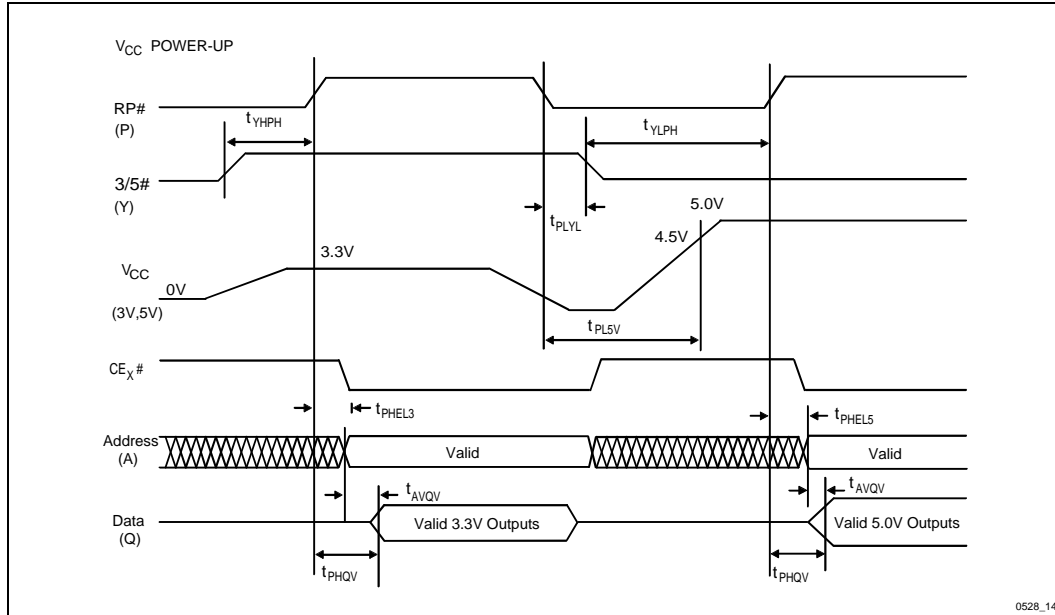 VCC POWER-UP
RP#
(P)
tYHPH
tYLPH
3/5#
(Y)
tPLYL
5.0V
4.5V
3.3V
VCC
0V
(3V,5V)
tPL5V
CEX#
tPHEL3
tPHEL5
Address
(A)
Valid
Valid
tAVQV
tAVQV
Data
(Q)
Valid 3.3V Outputs
Valid 5.0V Outputs
tPHQV
tPHQV
0528_14